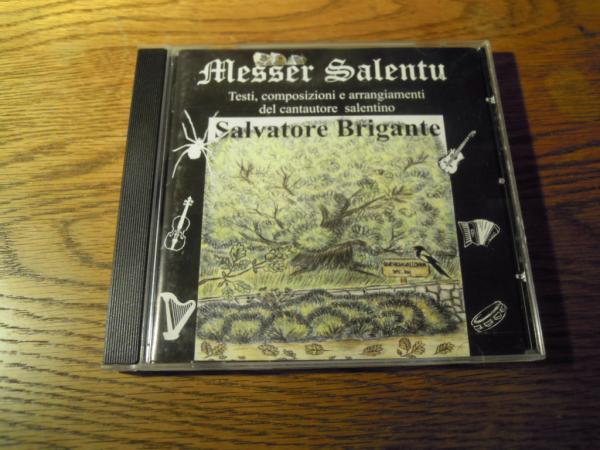 Messer Salentu
Testi, composizioni e arrangiamenti
del cantautore salentino
Salvatore Brigante